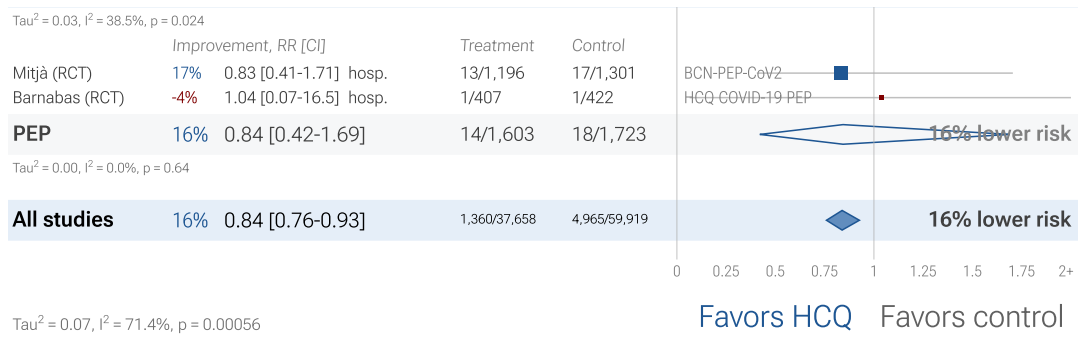 Tau² = 0.03, I² = 38.5%, p = 0.024
Improvement, RR [CI] Treatment Control
Mitjà (RCT) 17% 0.83 [0.41-1.71] hosp. 13/1,196 17/1,301 BCN-PEP-CoV2
Barnabas (RCT) -4% 1.04 [0.07-16.5] hosp. 1/407 1/422 HCQ COVID-19 PEP
PEP 16% 0.84 [0.42-1.69] 14/1,603 18/1,723 16% lower risk
Tau² = 0.00, I² = 0.0%, p = 0.64
All studies 16% 0.84 [0.76-0.93] 1,360/37,658 4,965/59,919 16% lower risk
0 0.25 0.5 0.75 1 1.25 1.5 1.75 2+
Tau² = 0.07, I² = 71.4%, p = 0.00056 Favors HCQ Favors control